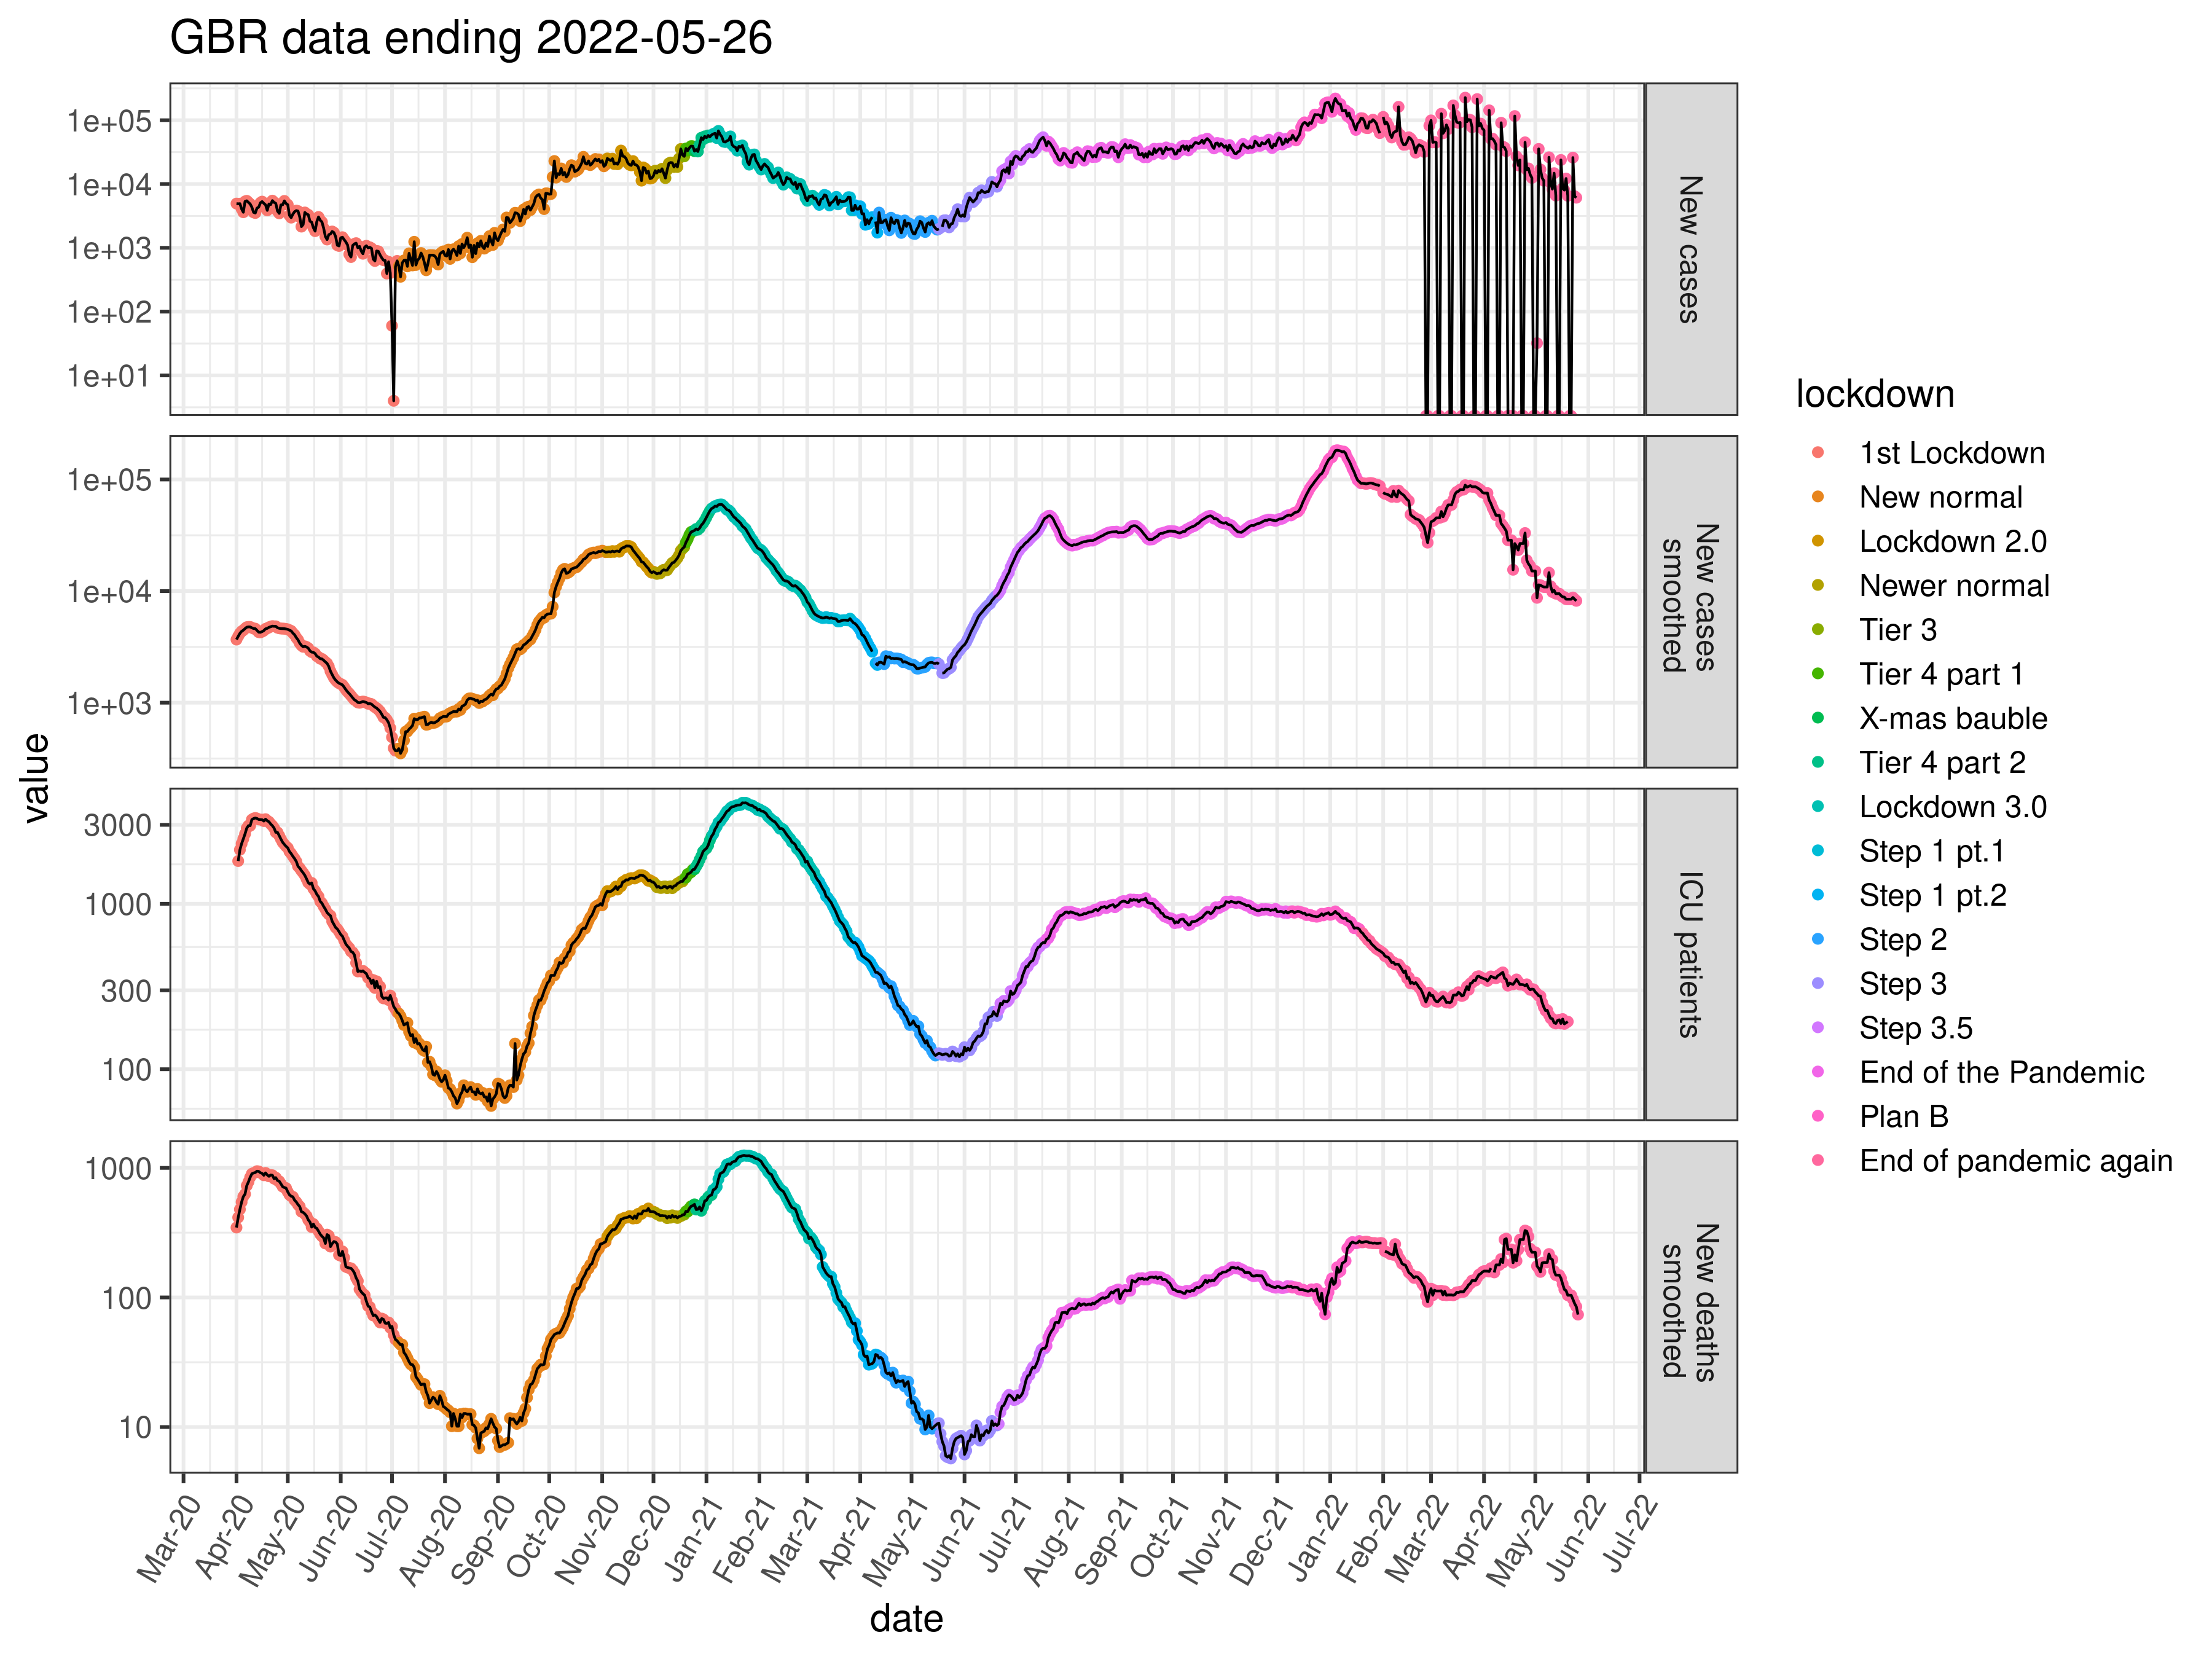 GBR data ending 2022-05-26
1e+05
1e+04
1e+03
1e+02
1e+01
New cases
1e+05
1e+04
1e+03
New cases
smoothed
3000
1000
300
100
ICU patients
1000
100
10
New deaths
smoothed
value
Mar-20
Apr-20
May-20
Jun-20
Jul-20
Aug-20
Sep-20
Oct-20
Nov-20
Dec-20
Jan-21
Feb-21
Mar-21
Apr-21
May-21
Jun-21
Jul-21
Aug-21
Sep-21
Oct-21
Nov-21
Dec-21
Jan-22
Feb-22
Mar-22
Apr-22
May-22
Jun-22
Jul-22
date
lockdown
1st Lockdown
New normal
Lockdown 2.0
Newer normal
Tier 3
Tier 4 part 1
X-mas bauble
Tier 4 part 2
Lockdown 3.0
Step 1 pt.1
Step 1 pt.2
Step 2
Step 3
Step 3.5
End of the Pandemic
Plan B
End of pandemic again